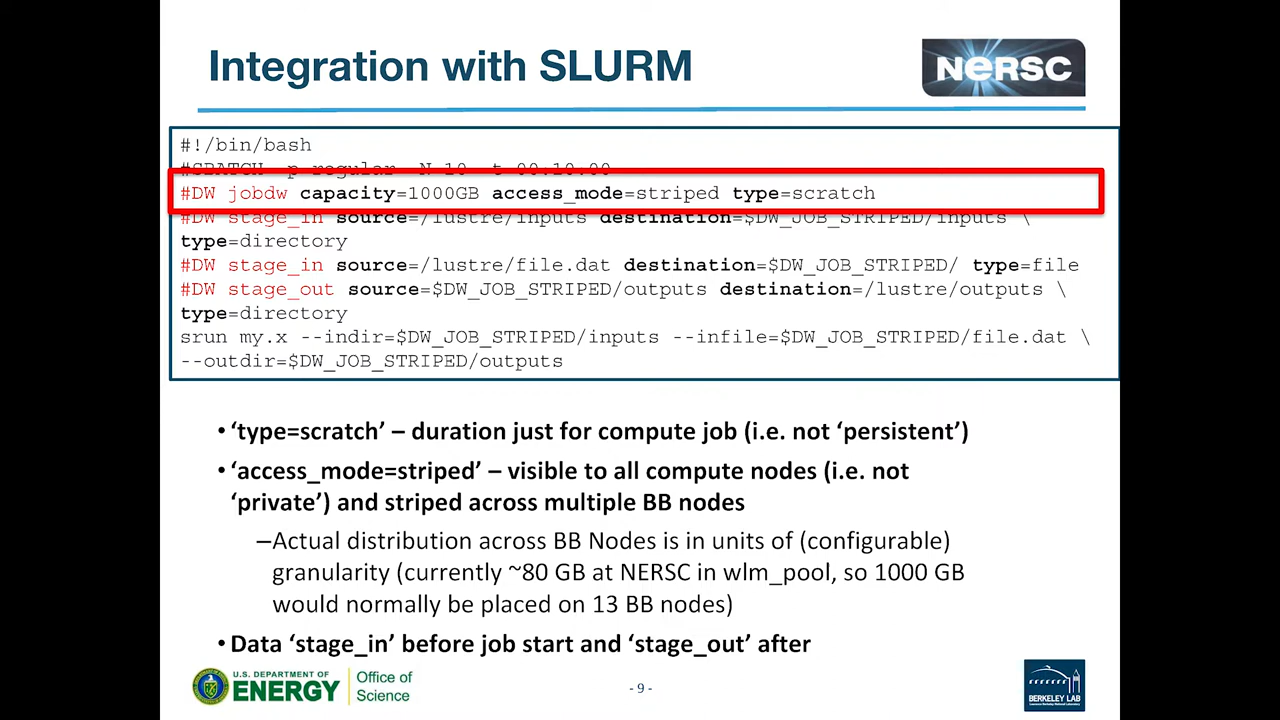 Integration with SLURM
NERSC
#!/bin/bash
#SBATCH -p regular -N 10 -t 00:10:00
#DW jobdw capacity=1000GB access_mode=striped type=scratch
#DW stage_in source=/lustre/inputs destination=$DW_JOB_STRIPED/inputs \
type=directory
#DW stage_in source=/lustre/file.dat destination=$DW_JOB_STRIPED/ type=file
#DW stage_out source=$DW_JOB_STRIPED/outputs destination=/lustre/outputs \
type=directory
srun my.x --indir=$DW_JOB_STRIPED/inputs --infile=$DW_JOB_STRIPED/file.dat \
--outdir=$DW_JOB_STRIPED/outputs
• ‘type=scratch’ – duration just for compute job (i.e. not ‘persistent’)
• ‘access_mode=striped’ – visible to all compute nodes (i.e. not
‘private’) and striped across multiple BB nodes
–Actual distribution across BB Nodes is in units of (configurable)
granularity (currently ~80 GB at NERSC in wlm_pool, so 1000 GB
would normally be placed on 13 BB nodes)
• Data ‘stage_in’ before job start and ‘stage_out’ after
U.S. DEPARTMENT OF
ENERGY
Office of
Science
- 9 -
BERKELEY LAB